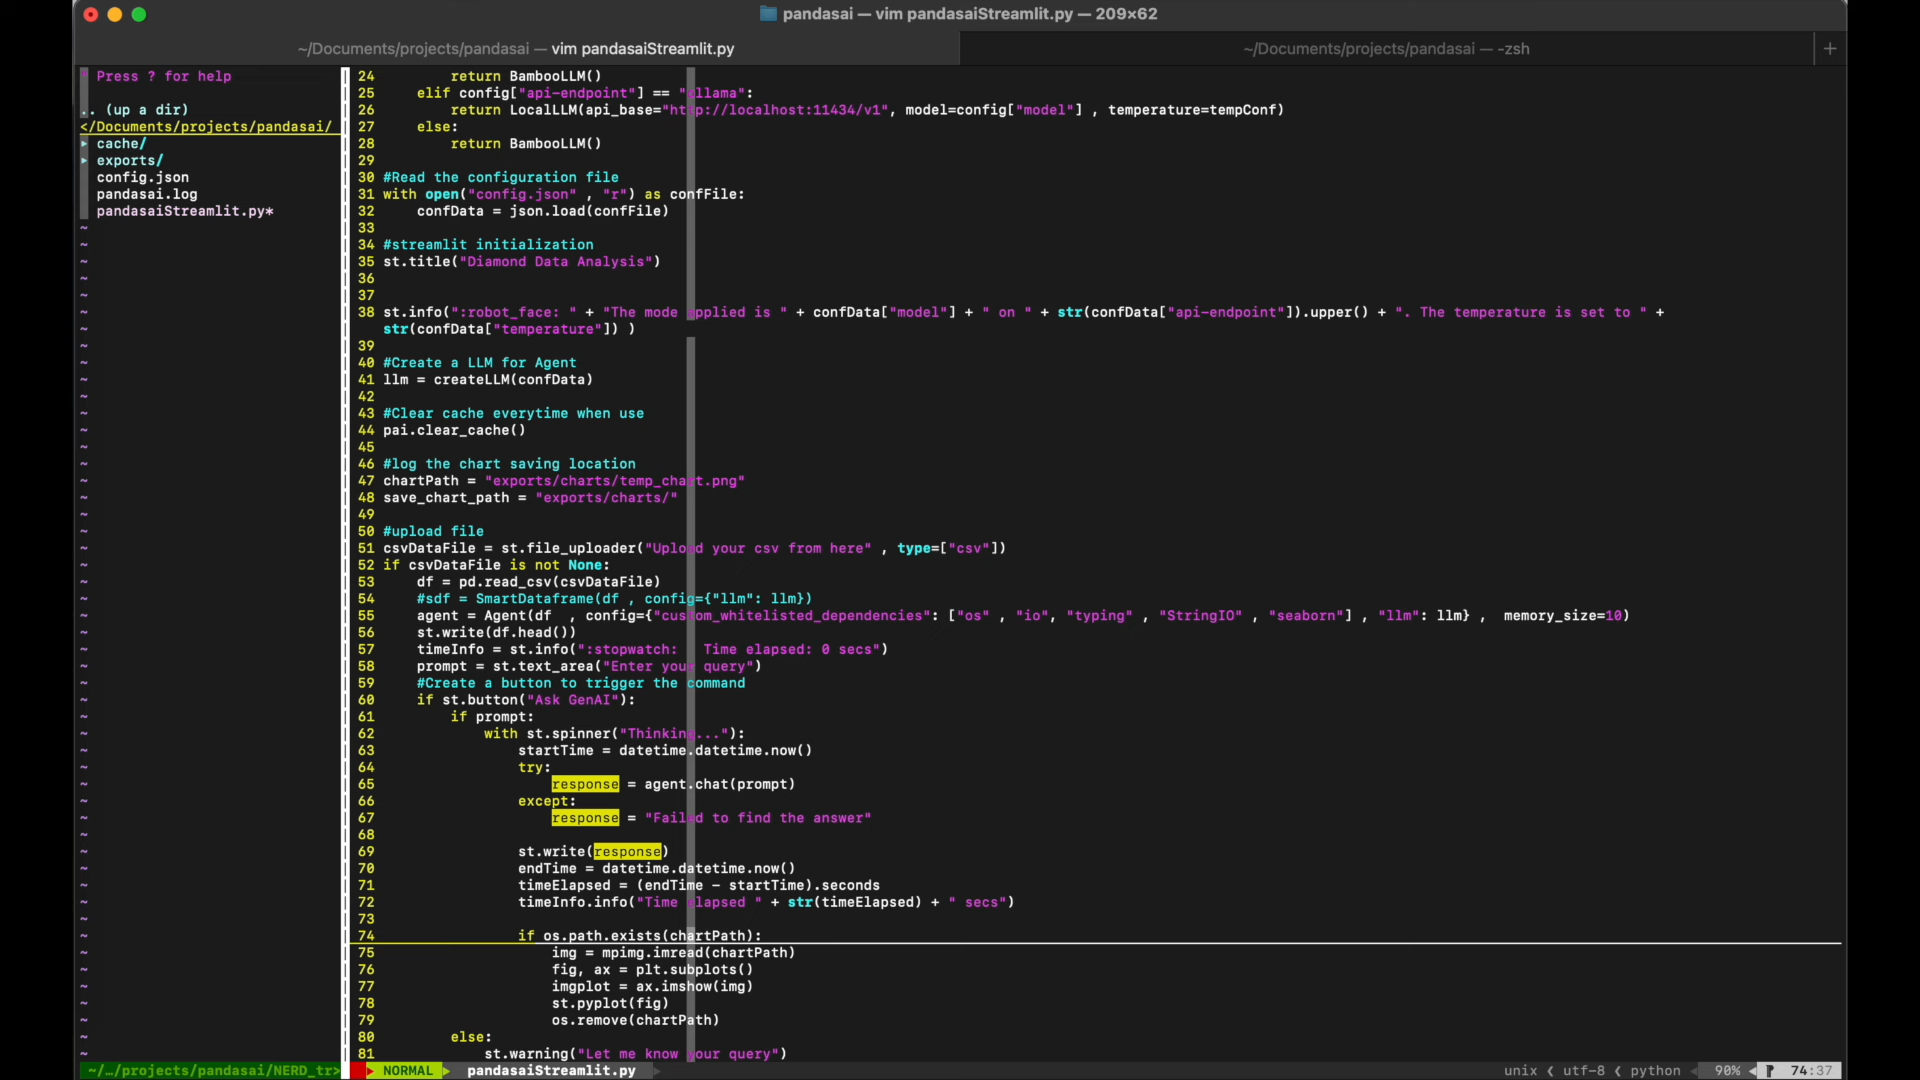 pandasai — vim pandasaiStreamlit.py — 209×62
~/Documents/projects/pandasai — vim pandasaiStreamlit.py
~/Documents/projects/pandasai — -zsh
+
" Press ? for help
.. (up a dir)
</Documents/projects/pandasai/
▸ cache/
▸ exports/
config.json
pandasai.log
pandasaiStreamlit.py*
24         return BambooLLM()
25     elif config["api-endpoint"] == "ollama":
26         return LocalLLM(api_base="http://localhost:11434/v1", model=config["model"] , temperature=tempConf)
27     else:
28         return BambooLLM()
29
30 #Read the configuration file
31 with open("config.json" , "r") as confFile:
32     confData = json.load(confFile)
33
34 #streamlit initialization
35 st.title("Diamond Data Analysis")
36
37
38 st.info(":robot_face: " + "The mode applied is " + confData["model"] + " on " + str(confData["api-endpoint"]).upper() + ". The temperature is set to " +
str(confData["temperature"]) )
39
40 #Create a LLM for Agent
41 llm = createLLM(confData)
42
43 #Clear cache everytime when use
44 pai.clear_cache()
45
46 #log the chart saving location
47 chartPath = "exports/charts/temp_chart.png"
48 save_chart_path = "exports/charts/"
49
50 #upload file
51 csvDataFile = st.file_uploader("Upload your csv from here" , type=["csv"])
52 if csvDataFile is not None:
53     df = pd.read_csv(csvDataFile)
54     #sdf = SmartDataframe(df , config={"llm": llm})
55     agent = Agent(df  , config={"custom_whitelisted_dependencies": ["os" , "io", "typing" , "StringIO" , "seaborn"] , "llm": llm} ,  memory_size=10)
56     st.write(df.head())
57     timeInfo = st.info(":stopwatch:   Time elapsed: 0 secs")
58     prompt = st.text_area("Enter your query")
59     #Create a button to trigger the command
60     if st.button("Ask GenAI"):
61         if prompt:
62             with st.spinner("Thinking..."):
63                 startTime = datetime.datetime.now()
64                 try:
65                     response = agent.chat(prompt)
66                 except:
67                     response = "Failed to find the answer"
68
69                 st.write(response)
70                 endTime = datetime.datetime.now()
71                 timeElapsed = (endTime - startTime).seconds
72                 timeInfo.info("Time elapsed " + str(timeElapsed) + " secs")
73
74                 if os.path.exists(chartPath):
75                     img = mpimg.imread(chartPath)
76                     fig, ax = plt.subplots()
77                     imgplot = ax.imshow(img)
78                     st.pyplot(fig)
79                     os.remove(chartPath)
80         else:
81             st.warning("Let me know your query")
~/…/projects/pandasai/NERD_tr> NORMAL pandasaiStreamlit.py unix ❮ utf-8 ❮ python 90% 74:37